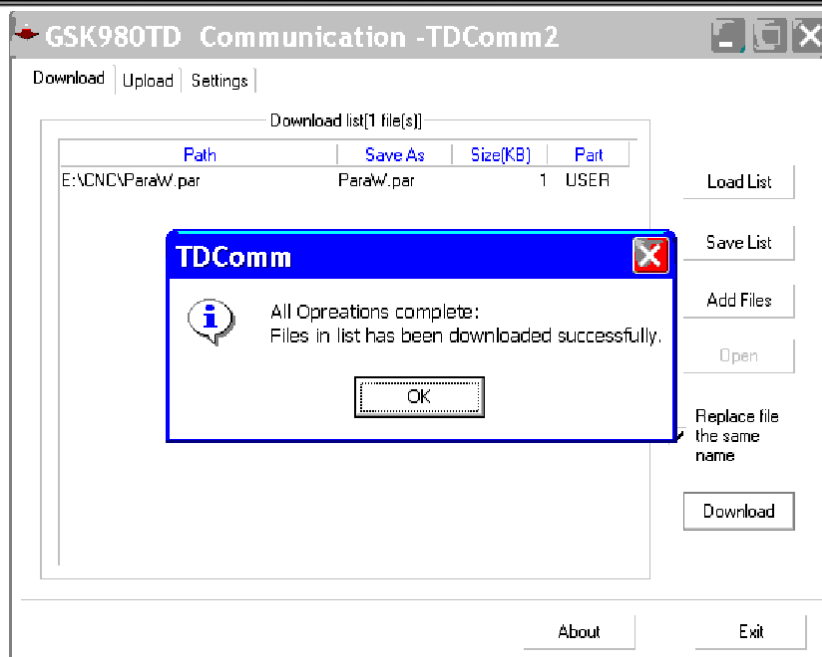 GSK980TD Communication -TDComm2
Download Upload Settings
Download list[1 file(s)]
Path Save As Size(KB) Part
E:\CNC\ParaW.par ParaW.par 1 USER
Load List
TDComm
Save List
All Opreations complete:
Files in list has been downloaded successfully.
Add Files
Open
OK
Replace file
the same
name
Download
About Exit